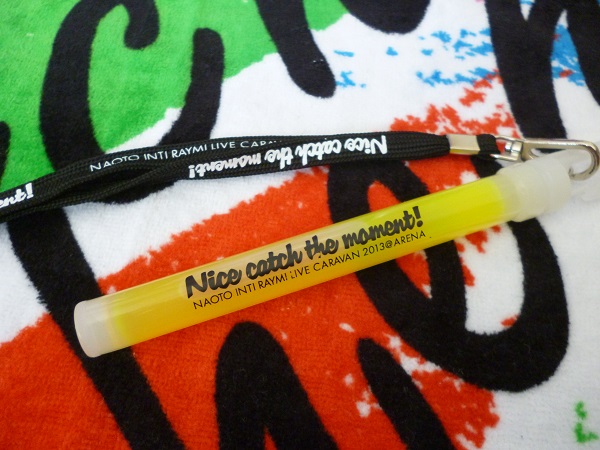 NAOTO INTI RAYMI LIVE CARAVAN
Nice catch the moment!
Nice catch the moment!
NAOTO INTI RAYMI LIVE CARAVAN 2013@ARENA